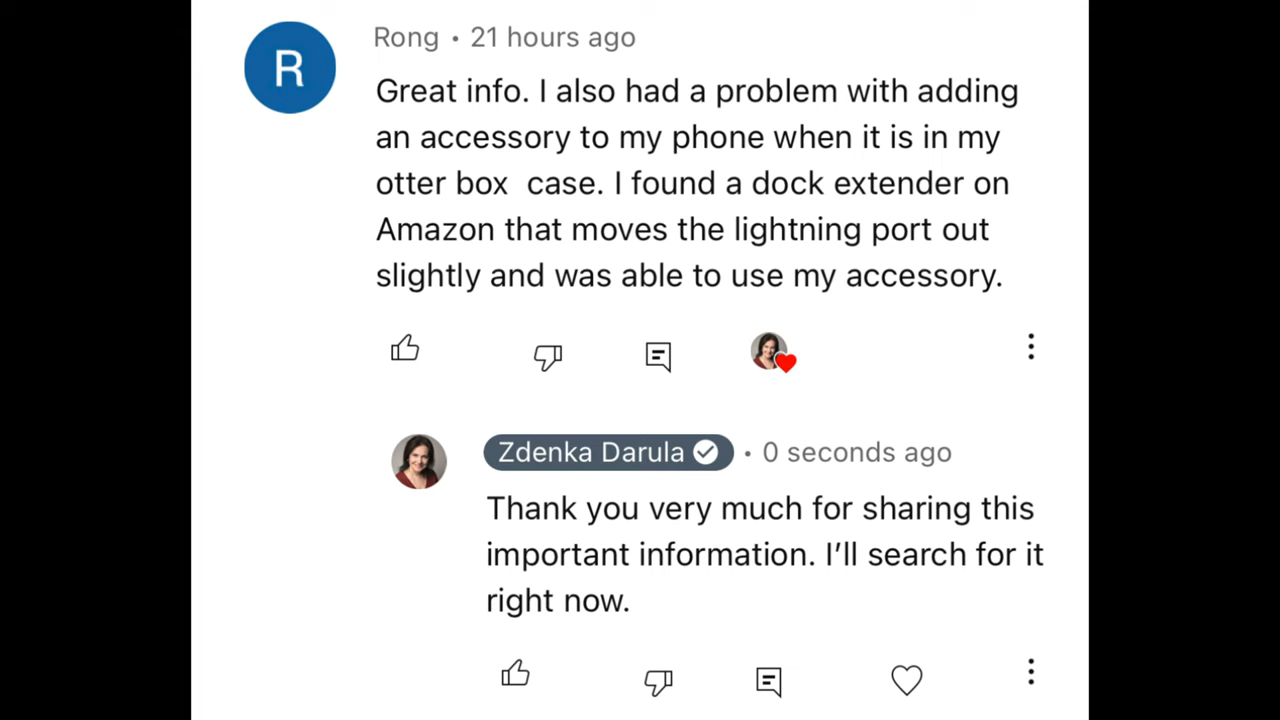 R
Rong • 21 hours ago
Great info. I also had a problem with adding
an accessory to my phone when it is in my
otter box  case. I found a dock extender on
Amazon that moves the lightning port out
slightly and was able to use my accessory.
Zdenka Darula • 0 seconds ago
Thank you very much for sharing this
important information. I’ll search for it
right now.